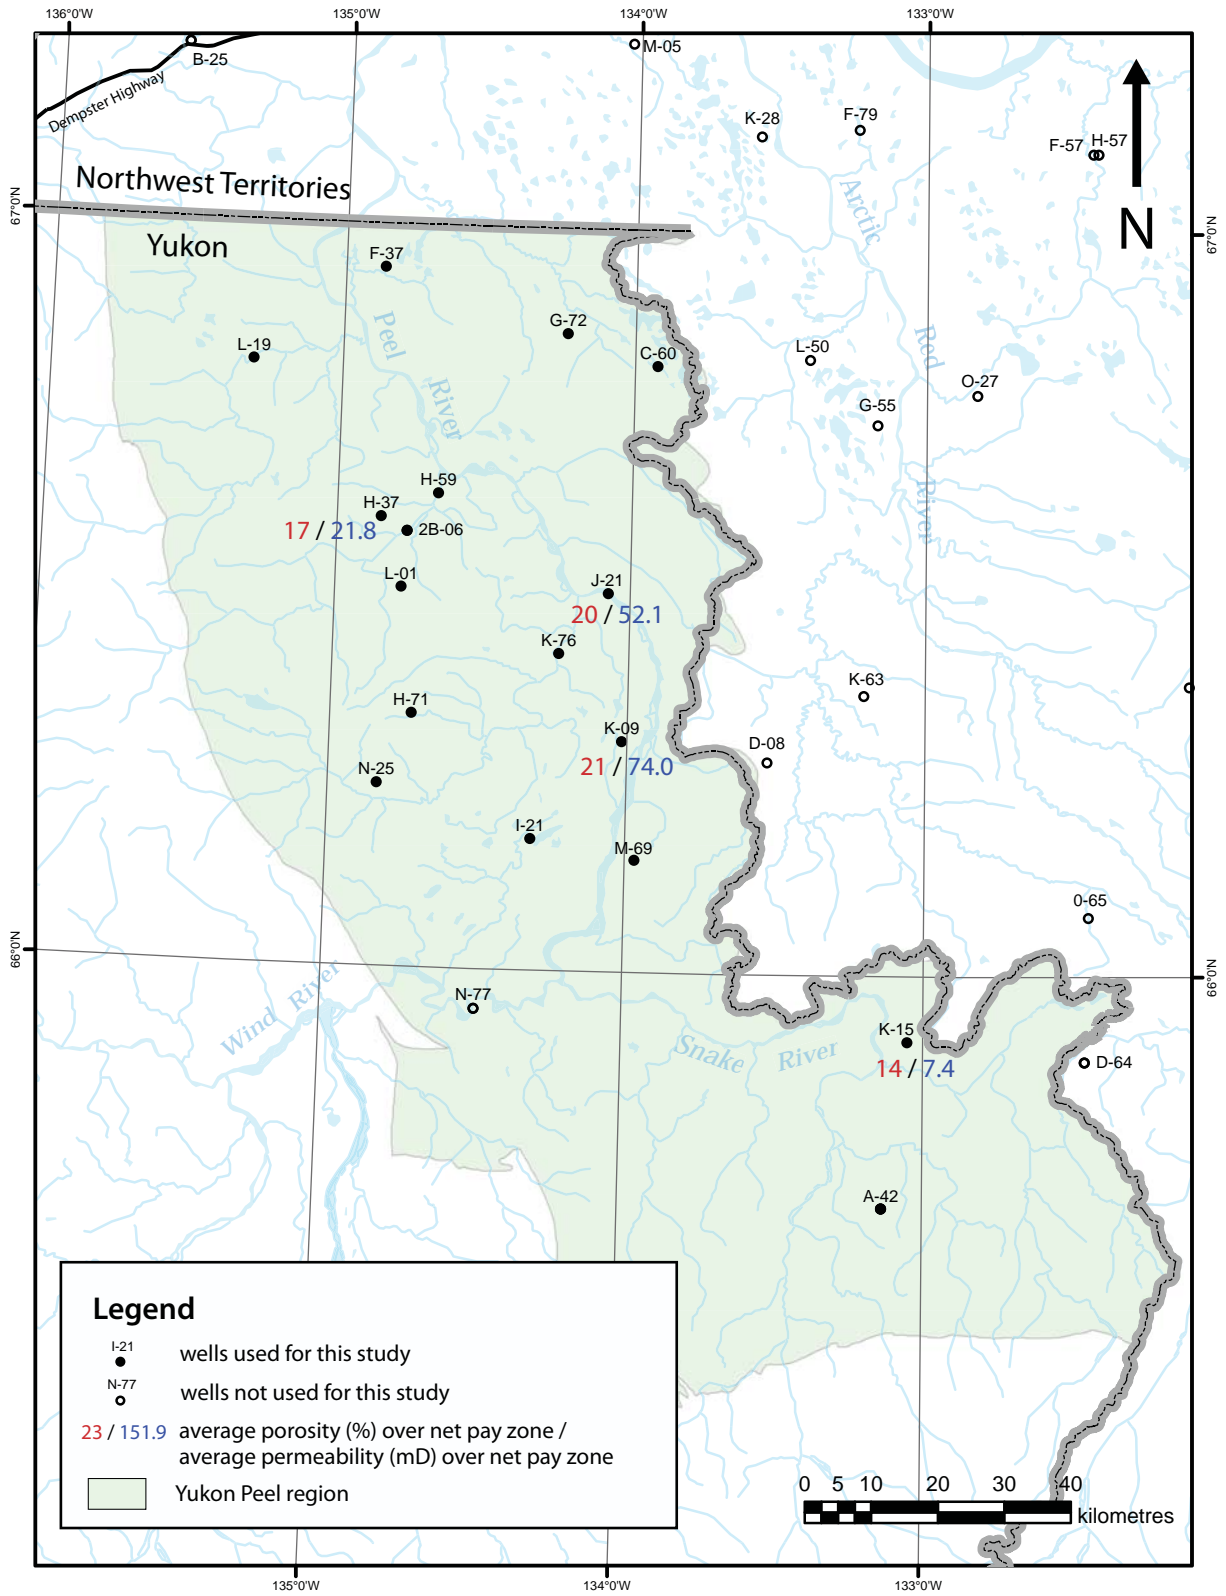 136°0'W
135°0'W
134°0'W
133°0'W
B-25
M-05
Dempster Highway
K-28
F-79
F-57
H-57
Northwest Territories
67°0'N
Arctic
N
67°0'N
Yukon
F-37
G-72
Peel
L-19
C-60
L-50
Red
O-27
River
G-55
H-59
H-37
River
17 / 21.8
2B-06
L-01
J-21
20 / 52.1
K-76
K-63
H-71
K-09
D-08
N-25
21 / 74.0
I-21
M-69
0-65
66°0'N
66°0'N
Wind River
N-77
Snake River
K-15
14 / 7.4
D-64
A-42
Legend
I-21
wells used for this study
N-77
wells not used for this study
23 / 151.9
average porosity (%) over net pay zone /
average permeability (mD) over net pay zone
Yukon Peel region
0 5 10 20 30 40
kilometres
135°0'W
134°0'W
133°0'W